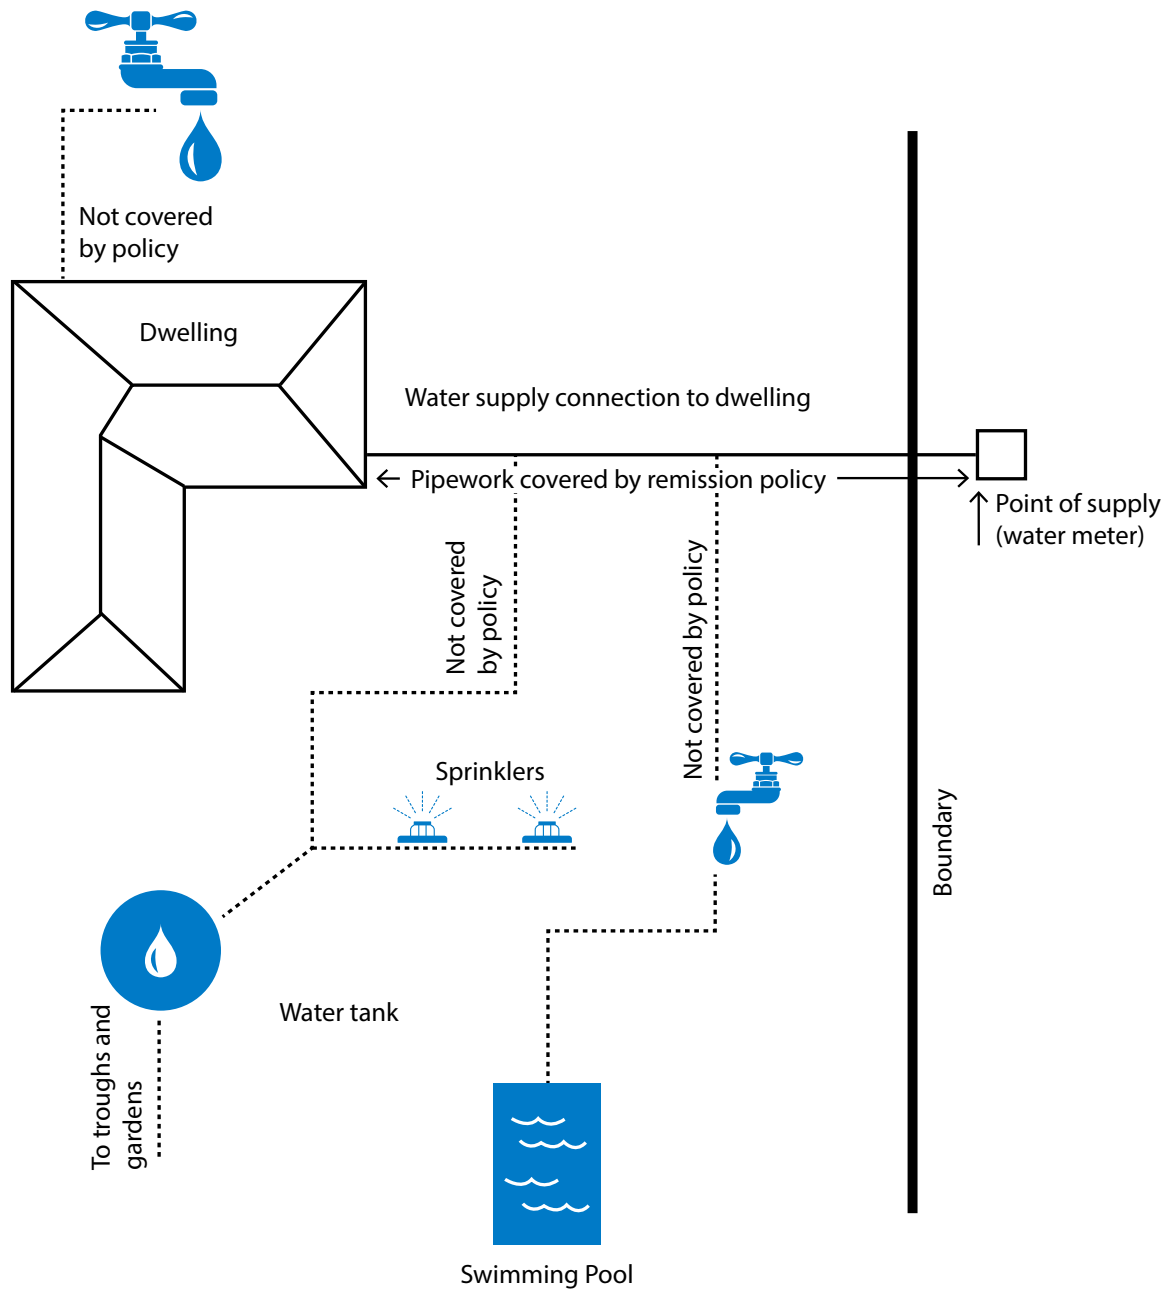 Not covered
by policy
Dwelling
Water supply connection to dwelling
Pipework covered by remission policy
Point of supply
(water meter)
Not covered
by policy
Not covered by policy
Sprinklers
Boundary
Water tank
To troughs and
gardens
Swimming Pool